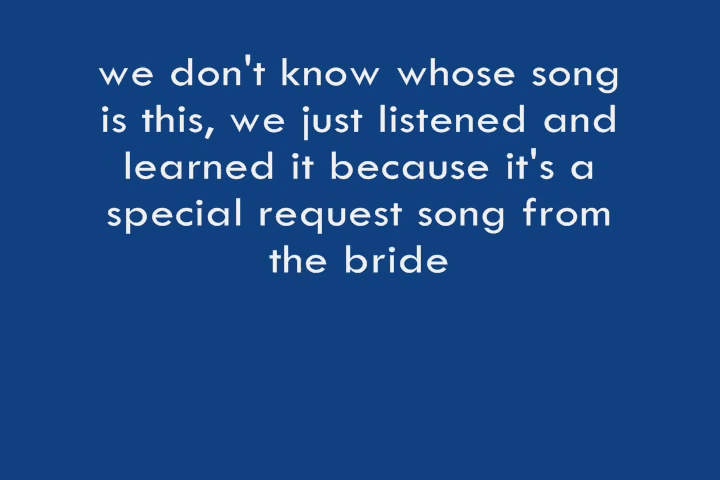 we don't know whose song
is this, we just listened and
learned it because it's a
special request song from
the bride